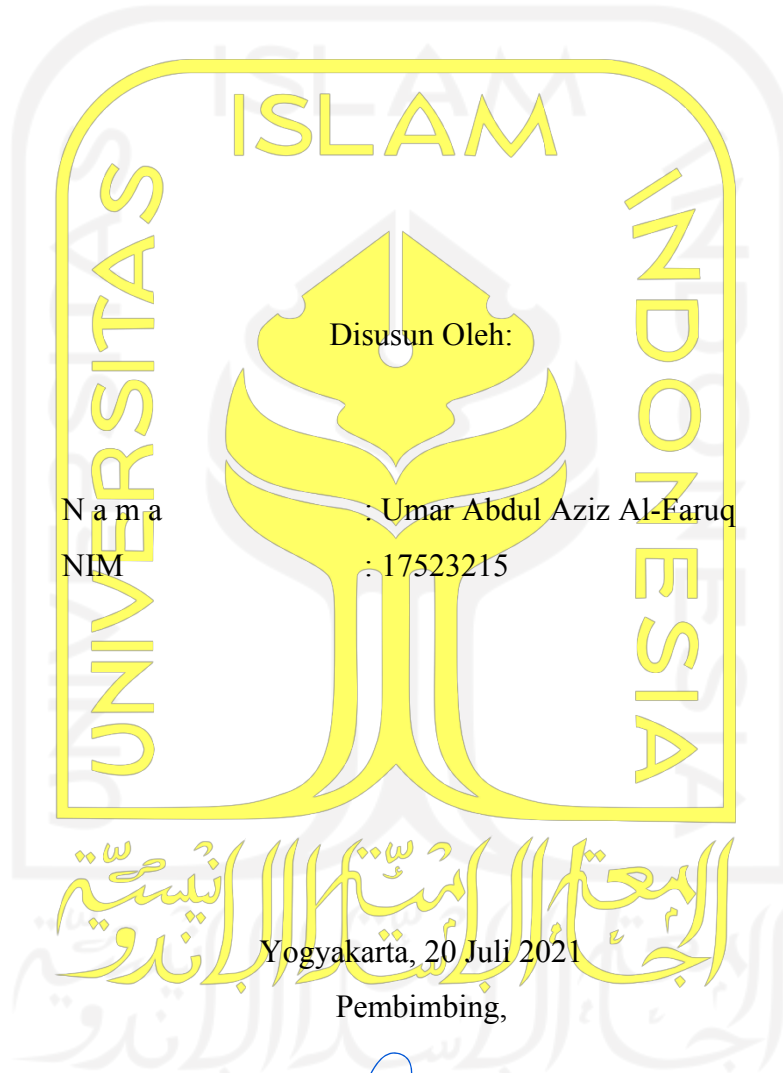 ISLAM
UNIVERSITAS
INDONESIA
Disusun Oleh:
N a m a : Umar Abdul Aziz Al-Faruq
NIM : 17523215
الجامعة الإسلامية الإندونيسية
Yogyakarta, 20 Juli 2021
Pembimbing,